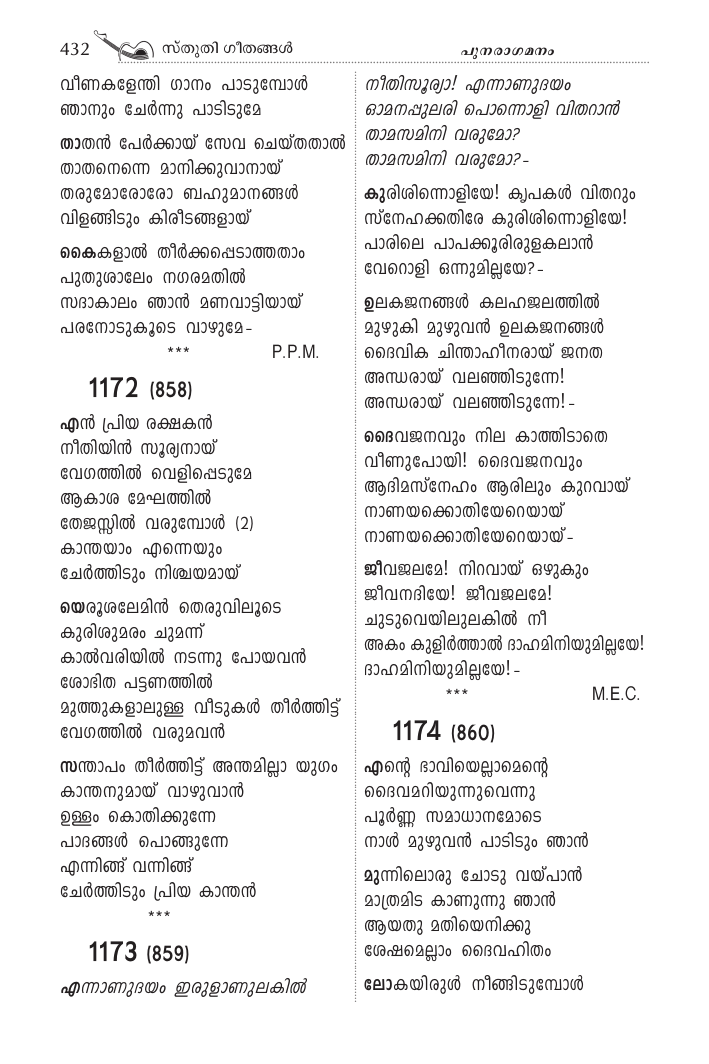 432 സ്തുതി ഗീതങ്ങൾ
പുനരാഗമനം
വീണകളേന്തി ഗാനം പാടുമ്പോൾ
ഞാനും ചേർന്നു പാടിടുമേ
താതൻ പേർക്കായ് സേവ ചെയ്തതാൽ
താതനെന്നെ മാനിക്കുവാനായ്
തരുമോരോരോ ബഹുമാനങ്ങൾ
വിളങ്ങിടും കിരീടങ്ങളായ്
കൈകളാൽ തീർക്കപ്പെടാത്തതാം
പുതുശാലേം നഗരമതിൽ
സദാകാലം ഞാൻ മണവാട്ടിയായ്
പരനോടുകൂടെ വാഴുമേ-
*** P.P.M.
1172 (858)
എൻ പ്രിയ രക്ഷകൻ
നീതിയിൻ സൂര്യനായ്
വേഗത്തിൽ വെളിപ്പെടുമേ
ആകാശ മേഘത്തിൽ
തേജസ്സിൽ വരുമ്പോൾ (2)
കാന്തയാം എന്നെയും
ചേർത്തിടും നിശ്ചയമായ്
യെരൂശലേമിൻ തെരുവിലൂടെ
കുരിശുമരം ചുമന്ന്
കാൽവരിയിൽ നടന്നു പോയവൻ
ശോഭിത പട്ടണത്തിൽ
മുത്തുകളാലുള്ള വീടുകൾ തീർത്തിട്ട്
വേഗത്തിൽ വരുമവൻ
സന്താപം തീർത്തിട്ട് അന്തമില്ലാ യുഗം
കാന്തനുമായ് വാഴുവാൻ
ഉള്ളം കൊതിക്കുന്നേ
പാദങ്ങൾ പൊങ്ങുന്നേ
എന്നിങ്ങ് വന്നിങ്ങ്
ചേർത്തിടും പ്രിയ കാന്തൻ
***
1173 (859)
എന്നാണുദയം ഇരുളാണുലകിൽ
നീതിസൂര്യാ! എന്നാണുദയം
ഓമനപ്പുലരി പൊന്നൊളി വിതറാൻ
താമസമിനി വരുമോ?
താമസമിനി വരുമോ?-
കുരിശിന്നൊളിയേ! കൃപകൾ വിതറും
സ്നേഹക്കതിരേ കുരിശിന്നൊളിയേ!
പാരിലെ പാപക്കൂരിരുളകലാൻ
വേറൊളി ഒന്നുമില്ലയേ?-
ഉലകജനങ്ങൾ കലഹജലത്തിൽ
മുഴുകി മുഴുവൻ ഉലകജനങ്ങൾ
ദൈവിക ചിന്താഹീനരായ് ജനത
അന്ധരായ് വലഞ്ഞിടുന്നേ!
അന്ധരായ് വലഞ്ഞിടുന്നേ!-
ദൈവജനവും നില കാത്തിടാതെ
വീണുപോയി! ദൈവജനവും
ആദിമസ്നേഹം ആരിലും കുറവായ്
നാണയക്കൊതിയേറെയായ്
നാണയക്കൊതിയേറെയായ്-
ജീവജലമേ! നിറവായ് ഒഴുകും
ജീവനദിയേ! ജീവജലമേ!
ചുടുവെയിലുലകിൽ നീ
അകം കുളിർത്താൽ ദാഹമിനിയുമില്ലയേ!
ദാഹമിനിയുമില്ലയേ!-
*** M.E.C.
1174 (860)
എന്റെ ഭാവിയെല്ലാമെന്റെ
ദൈവമറിയുന്നുവെന്നു
പൂർണ്ണ സമാധാനമോടെ
നാൾ മുഴുവൻ പാടിടും ഞാൻ
മുന്നിലൊരു ചോടു വയ്പാൻ
മാത്രമിട കാണുന്നു ഞാൻ
ആയതു മതിയെനിക്കു
ശേഷമെല്ലാം ദൈവഹിതം
ലോകയിരുൾ നീങ്ങിടുമ്പോൾ